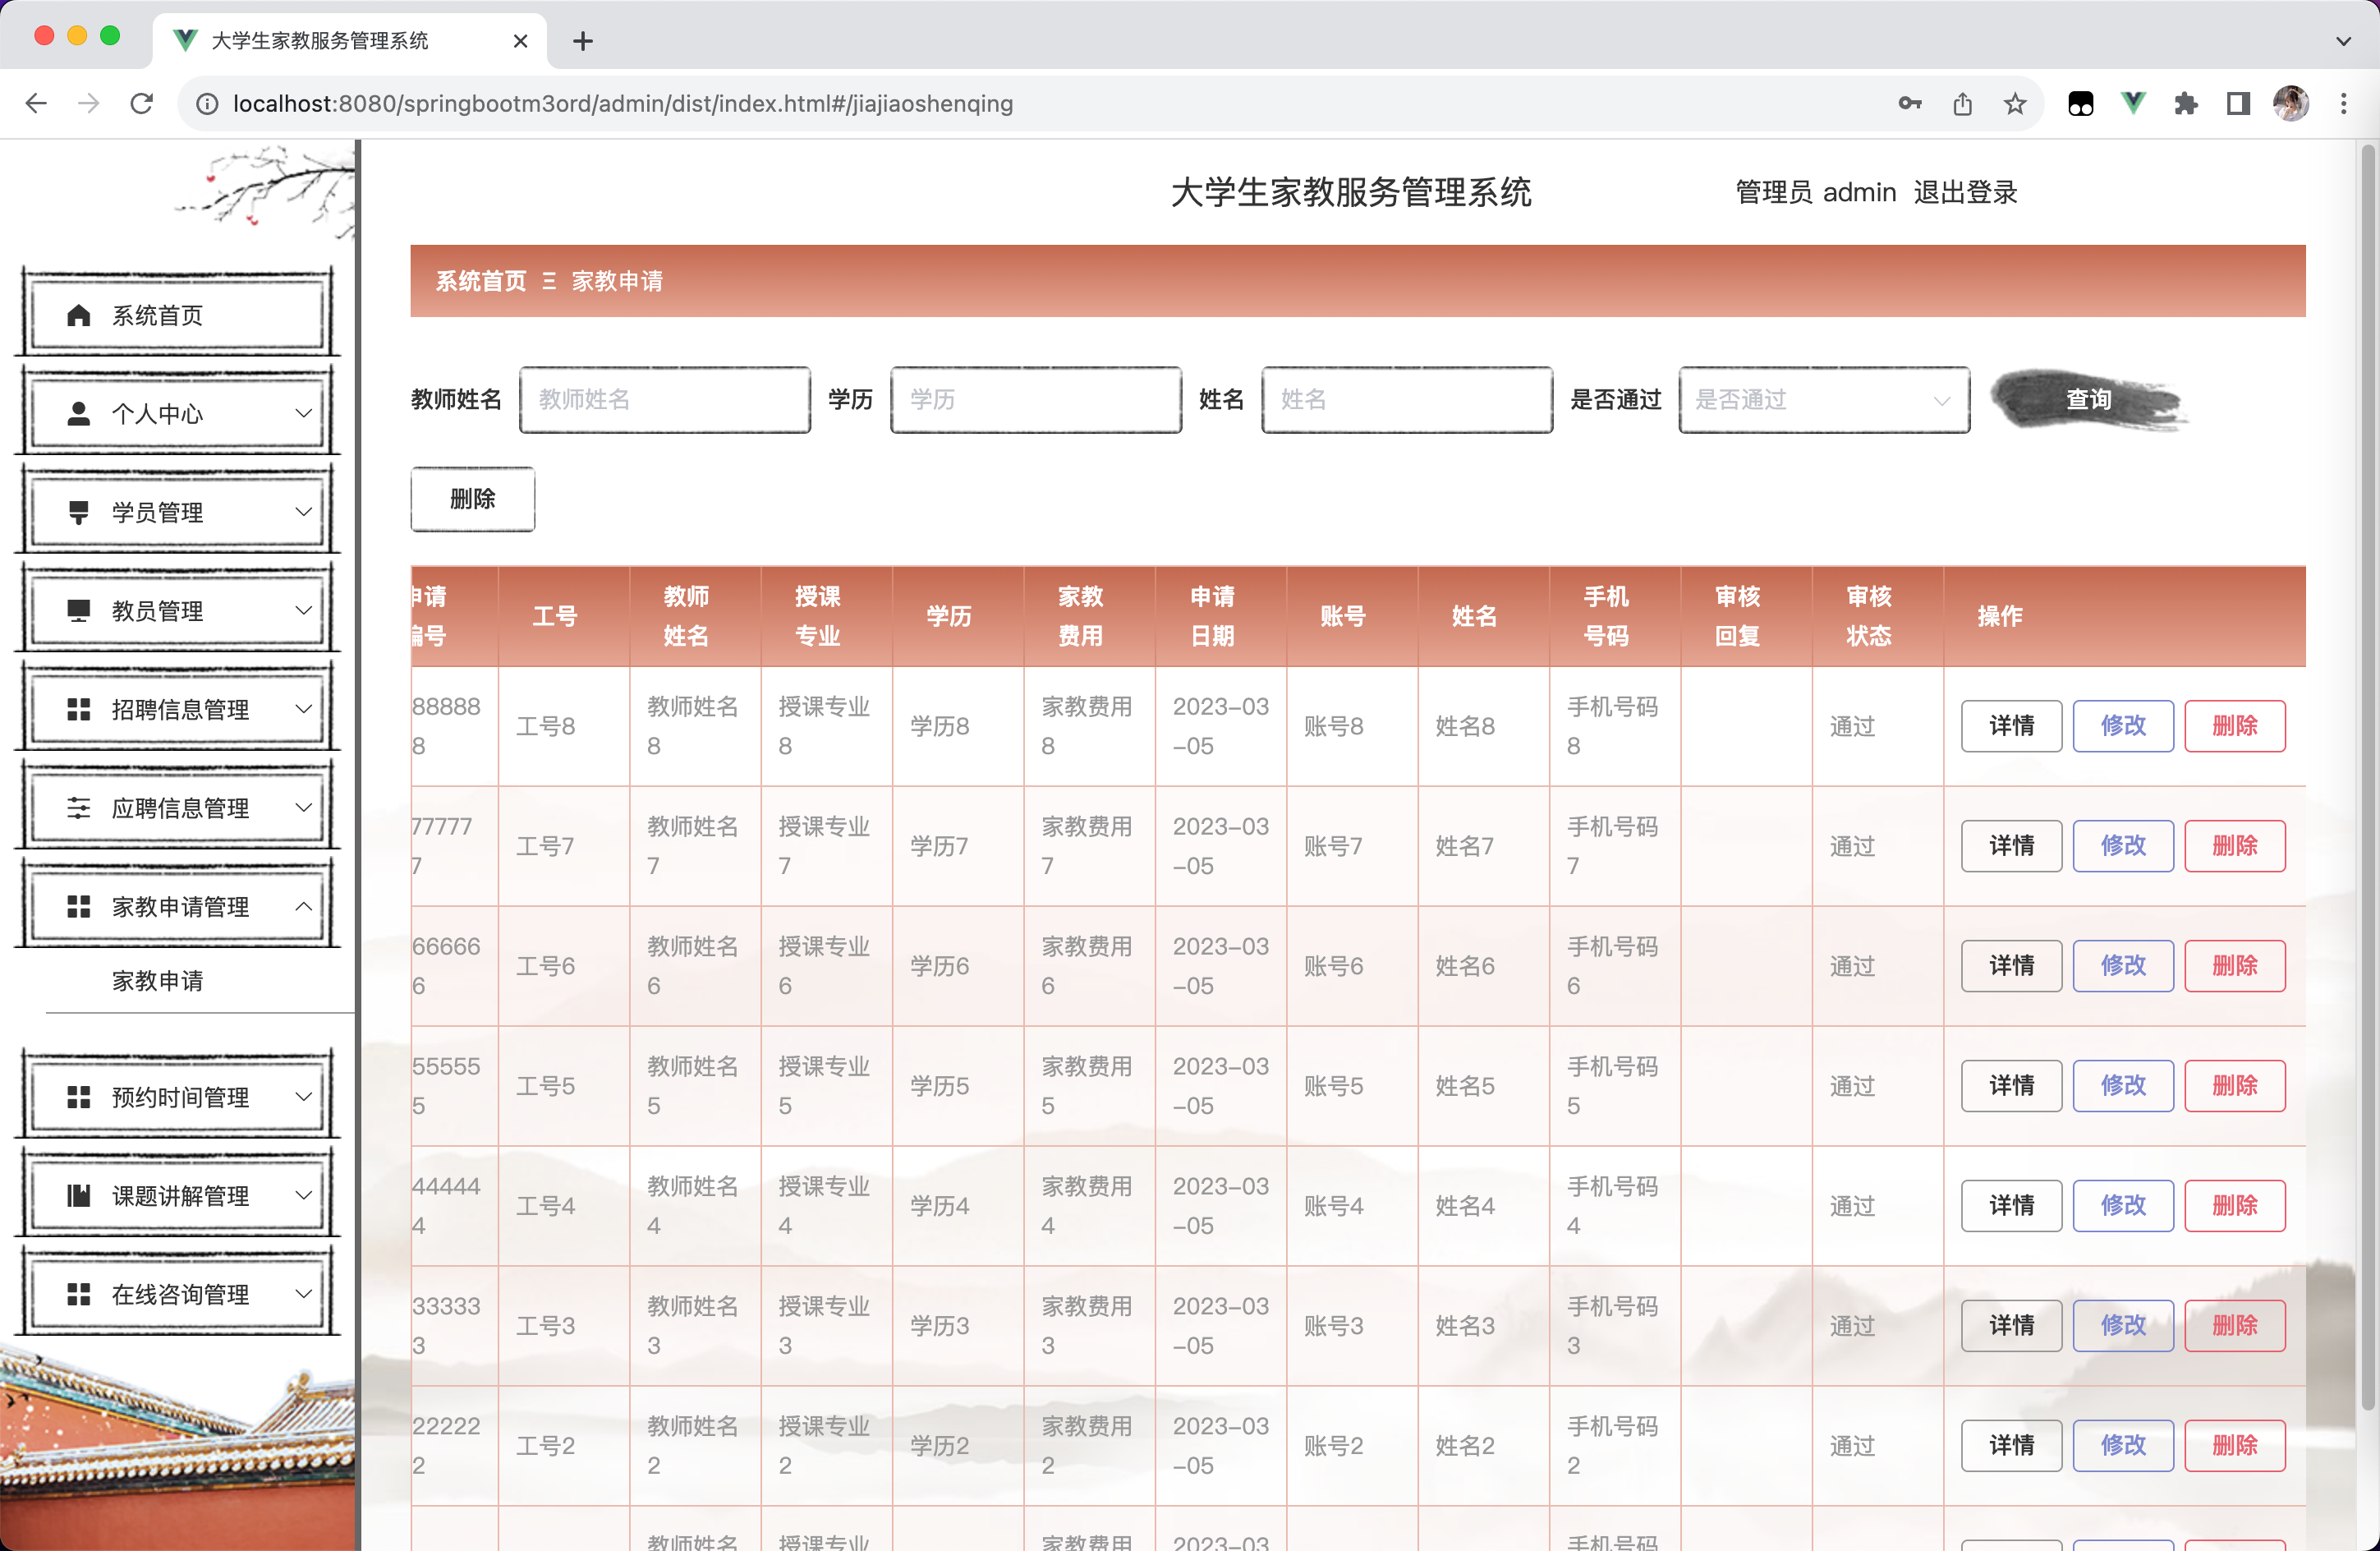 大学生家教服务管理系统
localhost:8080/springbootm3ord/admin/dist/index.html#/jiajiaoshenqing
大学生家教服务管理系统
管理员 admin 退出登录
系统首页 家教申请
系统首页
个人中心
学员管理
教员管理
招聘信息管理
应聘信息管理
家教申请管理
家教申请
预约时间管理
课题讲解管理
在线咨询管理
教师姓名 教师姓名 学历 学历 姓名 姓名 是否通过 是否通过 查询
删除
申请编号 工号 教师姓名 授课专业 学历 家教费用 申请日期 账号 姓名 手机号码 审核回复 审核状态 操作
888888 工号8 教师姓名8 授课专业8 学历8 家教费用8 2023-03-05 账号8 姓名8 手机号码8 通过 详情 修改 删除
777777 工号7 教师姓名7 授课专业7 学历7 家教费用7 2023-03-05 账号7 姓名7 手机号码7 通过 详情 修改 删除
666666 工号6 教师姓名6 授课专业6 学历6 家教费用6 2023-03-05 账号6 姓名6 手机号码6 通过 详情 修改 删除
555555 工号5 教师姓名5 授课专业5 学历5 家教费用5 2023-03-05 账号5 姓名5 手机号码5 通过 详情 修改 删除
444444 工号4 教师姓名4 授课专业4 学历4 家教费用4 2023-03-05 账号4 姓名4 手机号码4 通过 详情 修改 删除
333333 工号3 教师姓名3 授课专业3 学历3 家教费用3 2023-03-05 账号3 姓名3 手机号码3 通过 详情 修改 删除
222222 工号2 教师姓名2 授课专业2 学历2 家教费用2 2023-03-05 账号2 姓名2 手机号码2 通过 详情 修改 删除
教师姓名 授课专业 家教费用 2023-03 手机号码